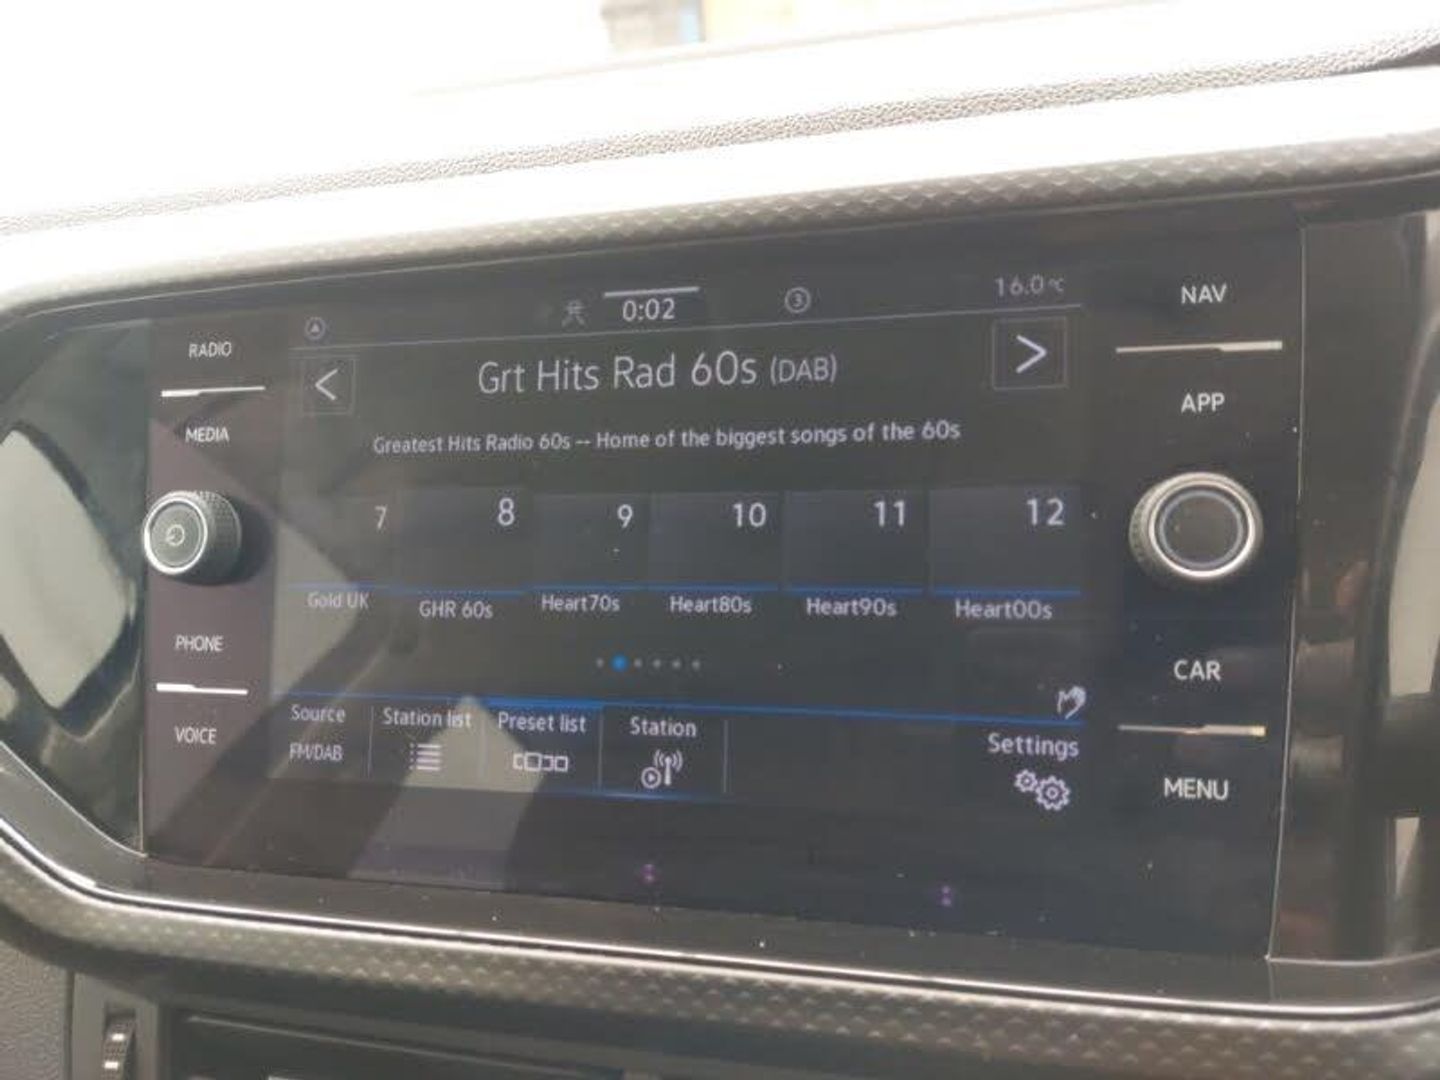 RADIO
MEDIA
PHONE
VOICE
0:02
3
16.0°C
Grt Hits Rad 60s (DAB)
Greatest Hits Radio 60s -- Home of the biggest songs of the 60s
7 8 9 10 11 12
Gold UK GHR 60s Heart70s Heart80s Heart90s Heart00s
Source Station list Preset list Station Settings
FM/DAB
NAV
APP
CAR
MENU